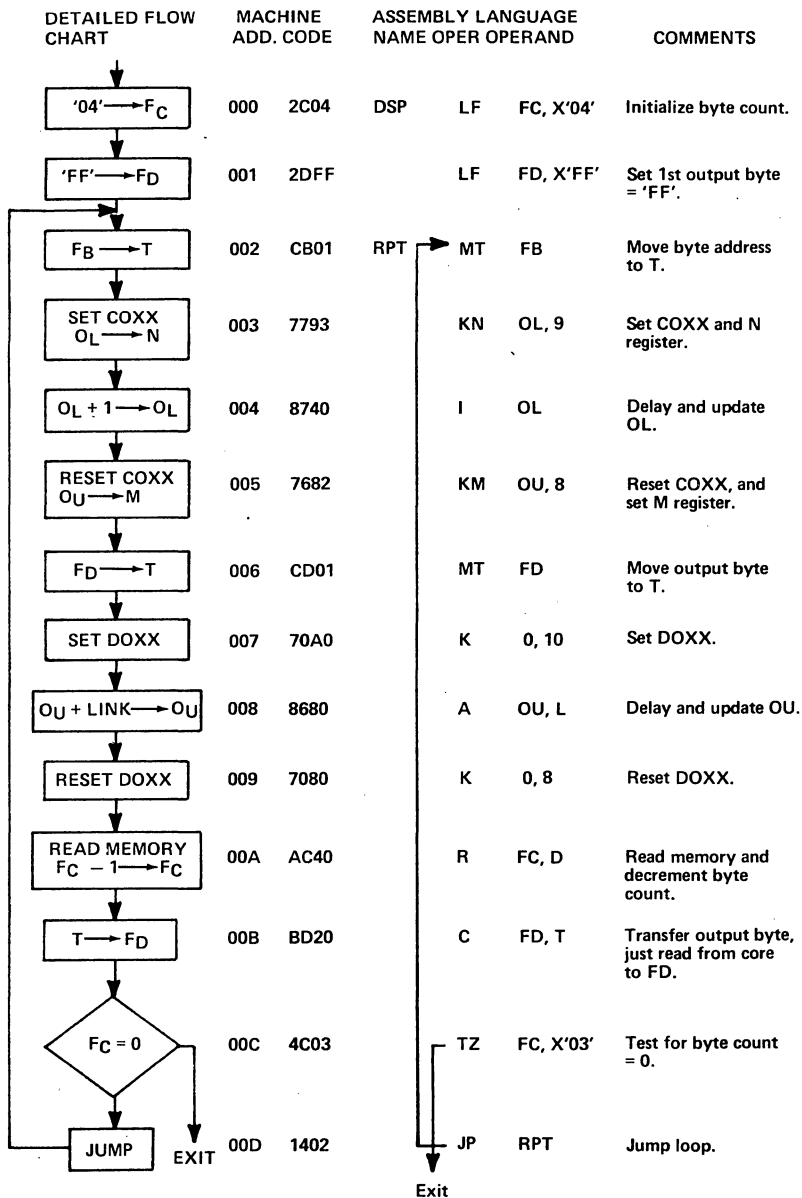 DETAILED FLOW CHART MACHINE ADD. CODE ASSEMBLY LANGUAGE NAME OPER OPERAND COMMENTS
'04' → FC 000 2C04 DSP LF FC, X'04' Initialize byte count.
'FF' → FD 001 2DFF LF FD, X'FF' Set 1st output byte
= 'FF'.
FB → T 002 CB01 RPT MT FB Move byte address
to T.
SET COXX
OL → N 003 7793 KN OL, 9 Set COXX and N
register.
OL + 1 → OL 004 8740 I OL Delay and update
OL.
RESET COXX
OU → M 005 7682 KM OU, 8 Reset COXX, and
set M register.
FD → T 006 CD01 MT FD Move output byte
to T.
SET DOXX 007 70A0 K 0, 10 Set DOXX.
OU + LINK → OU 008 8680 A OU, L Delay and update OU.
RESET DOXX 009 7080 K 0, 8 Reset DOXX.
READ MEMORY
FC − 1 → FC 00A AC40 R FC, D Read memory and
decrement byte
count.
T → FD 00B BD20 C FD, T Transfer output byte,
just read from core
to FD.
FC = 0 00C 4C03 TZ FC, X'03' Test for byte count
= 0.
JUMP EXIT 00D 1402 JP RPT Jump loop.
Exit